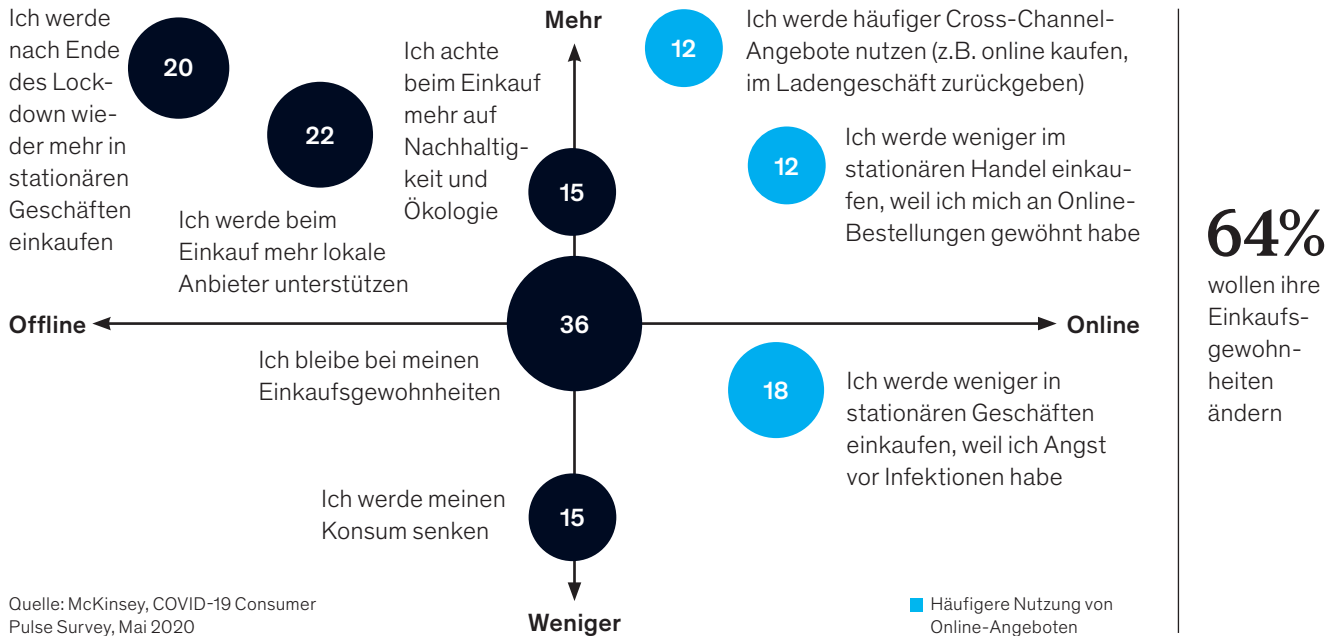 Ich werde
nach Ende
des Lock-
down wie-
der mehr in
stationären
Geschäften
einkaufen
20
22
Ich werde beim
Einkauf mehr lokale
Anbieter unterstützen
Mehr
Ich achte
beim Einkauf
mehr auf
Nachhaltig-
keit und
Ökologie
15
12
Ich werde häufiger Cross-Channel-
Angebote nutzen (z.B. online kaufen,
im Ladengeschäft zurückgeben)
12
Ich werde weniger im
stationären Handel einkau-
fen, weil ich mich an Online-
Bestellungen gewöhnt habe
Offline
36
Online
Ich bleibe bei meinen
Einkaufsgewohnheiten
18
Ich werde weniger in
stationären Geschäften
einkaufen, weil ich Angst
vor Infektionen habe
Ich werde meinen
Konsum senken
15
Weniger
64%
wollen ihre
Einkaufs-
gewohn-
heiten
ändern
Quelle: McKinsey, COVID-19 Consumer
Pulse Survey, Mai 2020
Häufigere Nutzung von
Online-Angeboten